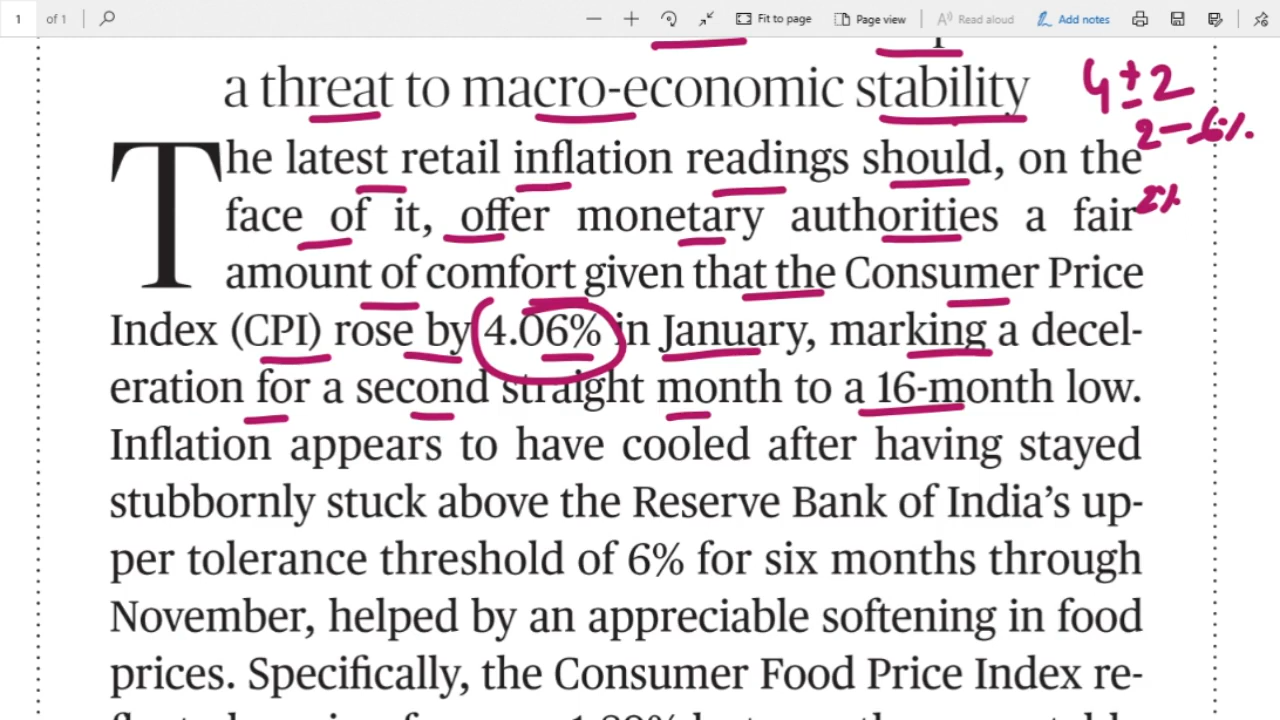 1 of 1 Fit to page Page view Read aloud Add notes
a threat to macro-economic stability
4 ± 2
2 – 6%.
The latest retail inflation readings should, on the
face of it, offer monetary authorities a fair
2%
amount of comfort given that the Consumer Price
Index (CPI) rose by 4.06% in January, marking a decel-
eration for a second straight month to a 16-month low.
Inflation appears to have cooled after having stayed
stubbornly stuck above the Reserve Bank of India’s up-
per tolerance threshold of 6% for six months through
November, helped by an appreciable softening in food
prices. Specifically, the Consumer Food Price Index re-